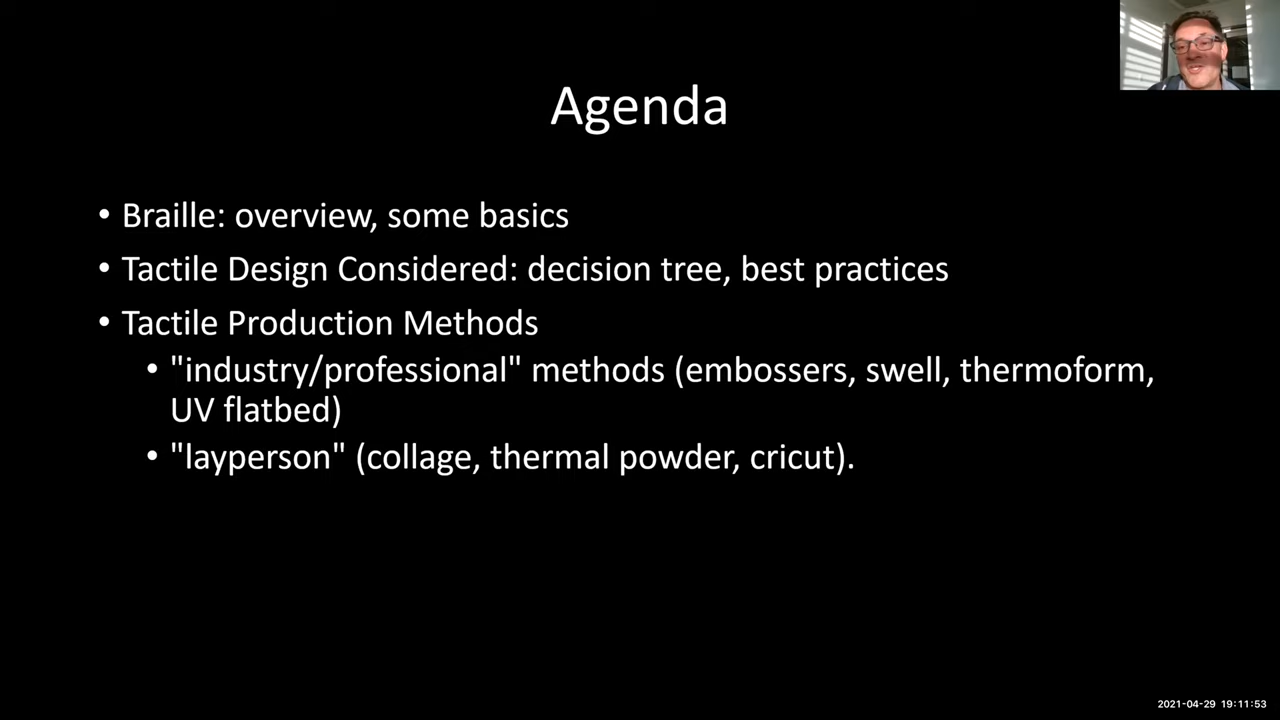 Agenda
• Braille: overview, some basics
• Tactile Design Considered: decision tree, best practices
• Tactile Production Methods
• "industry/professional" methods (embossers, swell, thermoform,
UV flatbed)
• "layperson" (collage, thermal powder, cricut).
2021-04-29 19:11:53